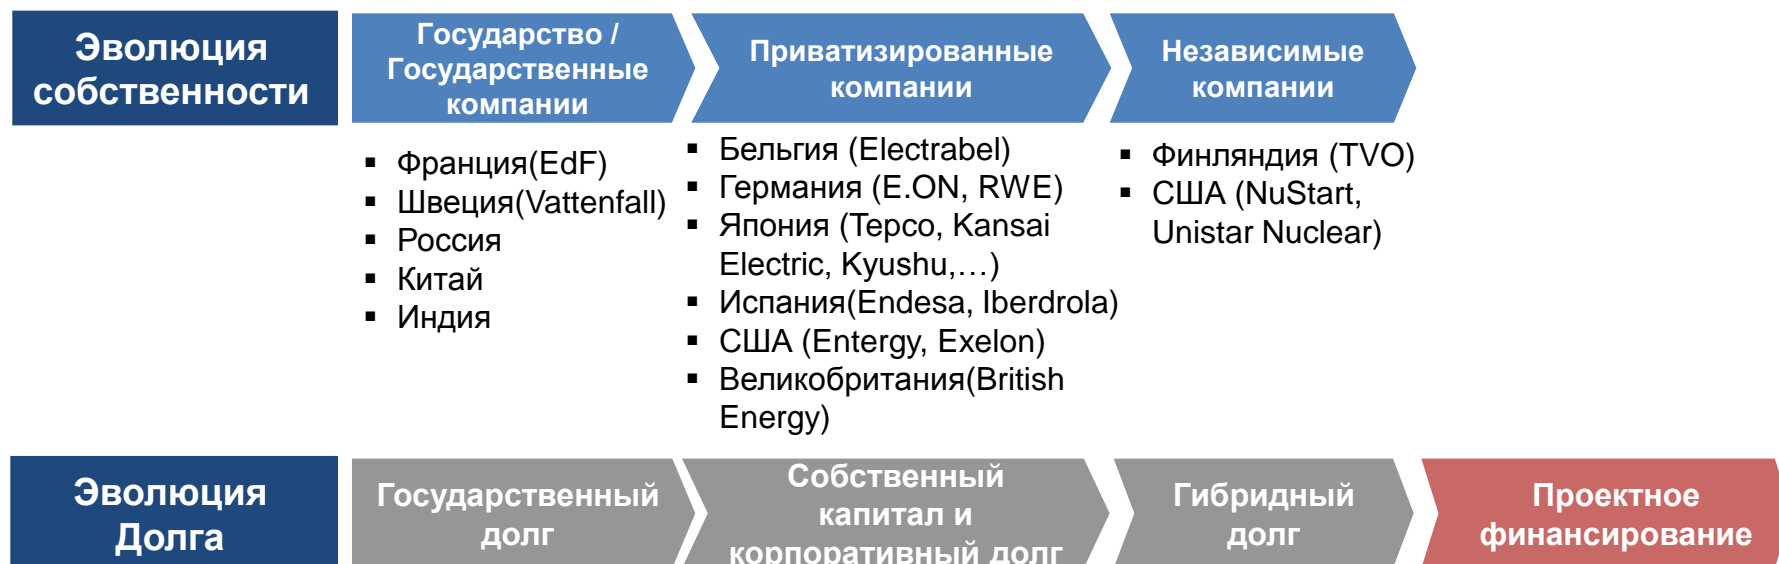 Эволюция
собственности
Государство /
Государственные
компании
Приватизированные
компании
Независимые
компании
▪ Франция(EdF)
▪ Швеция(Vattenfall)
▪ Россия
▪ Китай
▪ Индия
▪ Бельгия (Electrabel)
▪ Германия (E.ON, RWE)
▪ Япония (Tepco, Kansai
Electric, Kyushu,…)
▪ Испания(Endesa, Iberdrola)
▪ США (Entergy, Exelon)
▪ Великобритания(British
Energy)
▪ Финляндия (TVO)
▪ США (NuStart,
Unistar Nuclear)
Эволюция
Долга
Государственный
долг
Собственный
капитал и
корпоративный долг
Гибридный
долг
Проектное
финансирование